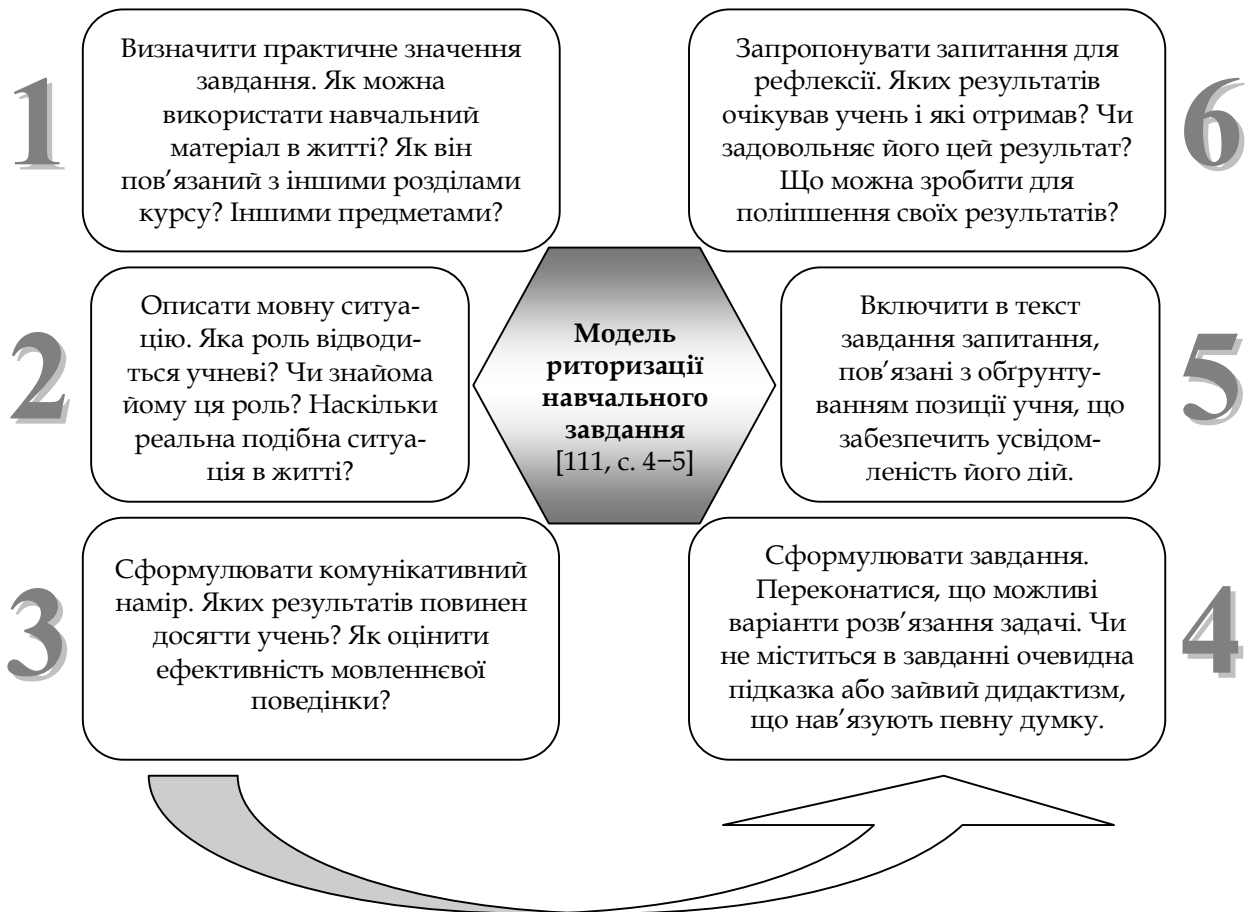 1
Визначити практичне значення
завдання. Як можна
використати навчальний
матеріал в житті? Як він
пов’язаний з іншими розділами
курсу? Іншими предметами?
2
Описати мовну ситуа-
цію. Яка роль відводи-
ться учневі? Чи знайома
йому ця роль? Наскільки
реальна подібна ситуа-
ція в житті?
3
Сформулювати комунікативний
намір. Яких результатів повинен
досягти учень? Як оцінити
ефективність мовленнєвої
поведінки?
Модель
риторизації
навчального
завдання
[111, с. 4−5]
4
Сформулювати завдання.
Переконатися, що можливі
варіанти розв’язання задачі. Чи
не міститься в завданні очевидна
підказка або зайвий дидактизм,
що нав’язують певну думку.
5
Включити в текст
завдання запитання,
пов’язані з обґрунту-
ванням позиції учня, що
забезпечить усвідом-
леність його дій.
6
Запропонувати запитання для
рефлексії. Яких результатів
очікував учень і які отримав? Чи
задовольняє його цей результат?
Що можна зробити для
поліпшення своїх результатів?